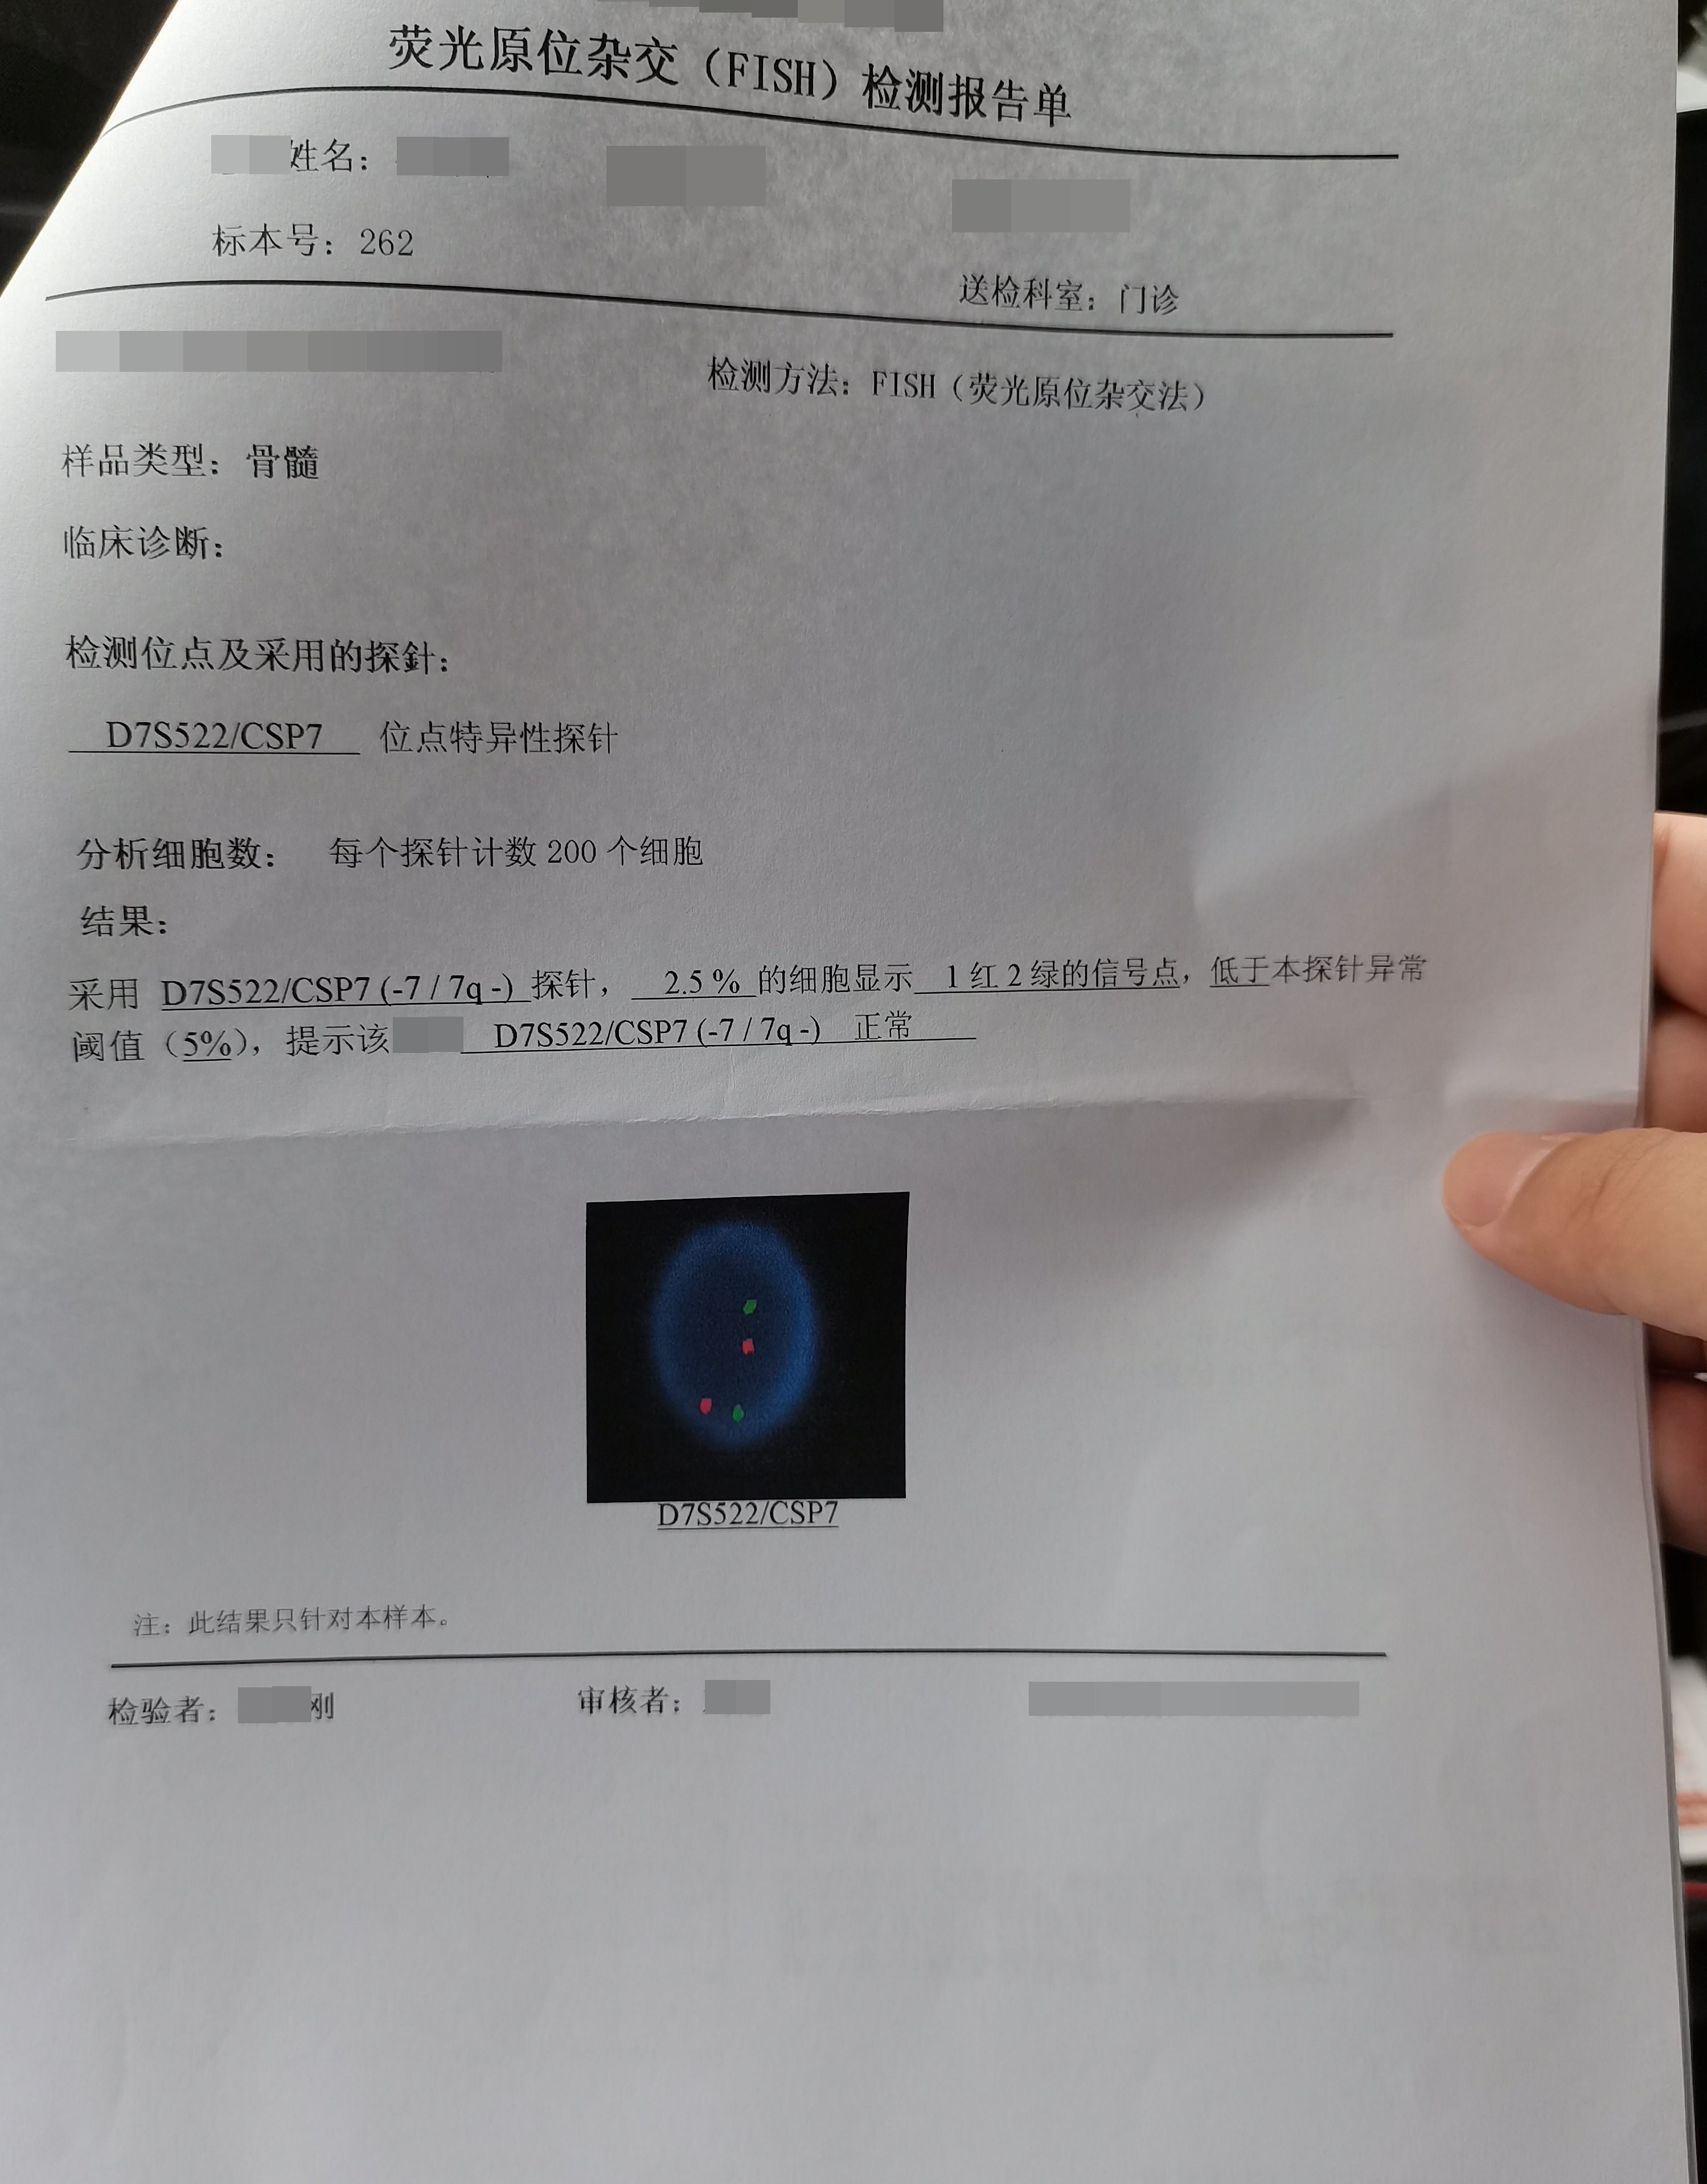 荧光原位杂交（FISH）检测报告单
姓名：
标本号：262
送检科室：门诊
检测方法：FISH（荧光原位杂交法）
样品类型：骨髓
临床诊断：
检测位点及采用的探針：
D7S522/CSP7 位点特异性探针
分析细胞数： 每个探针计数 200 个细胞
结果：
采用 D7S522/CSP7 (-7 / 7q -) 探针， 2.5 % 的细胞显示 1 红 2 绿的信号点，低于本探针异常
阈值（5%），提示该 D7S522/CSP7 (-7 / 7q -) 正常
D7S522/CSP7
注：此结果只针对本样本。
检验者： 刚 审核者：